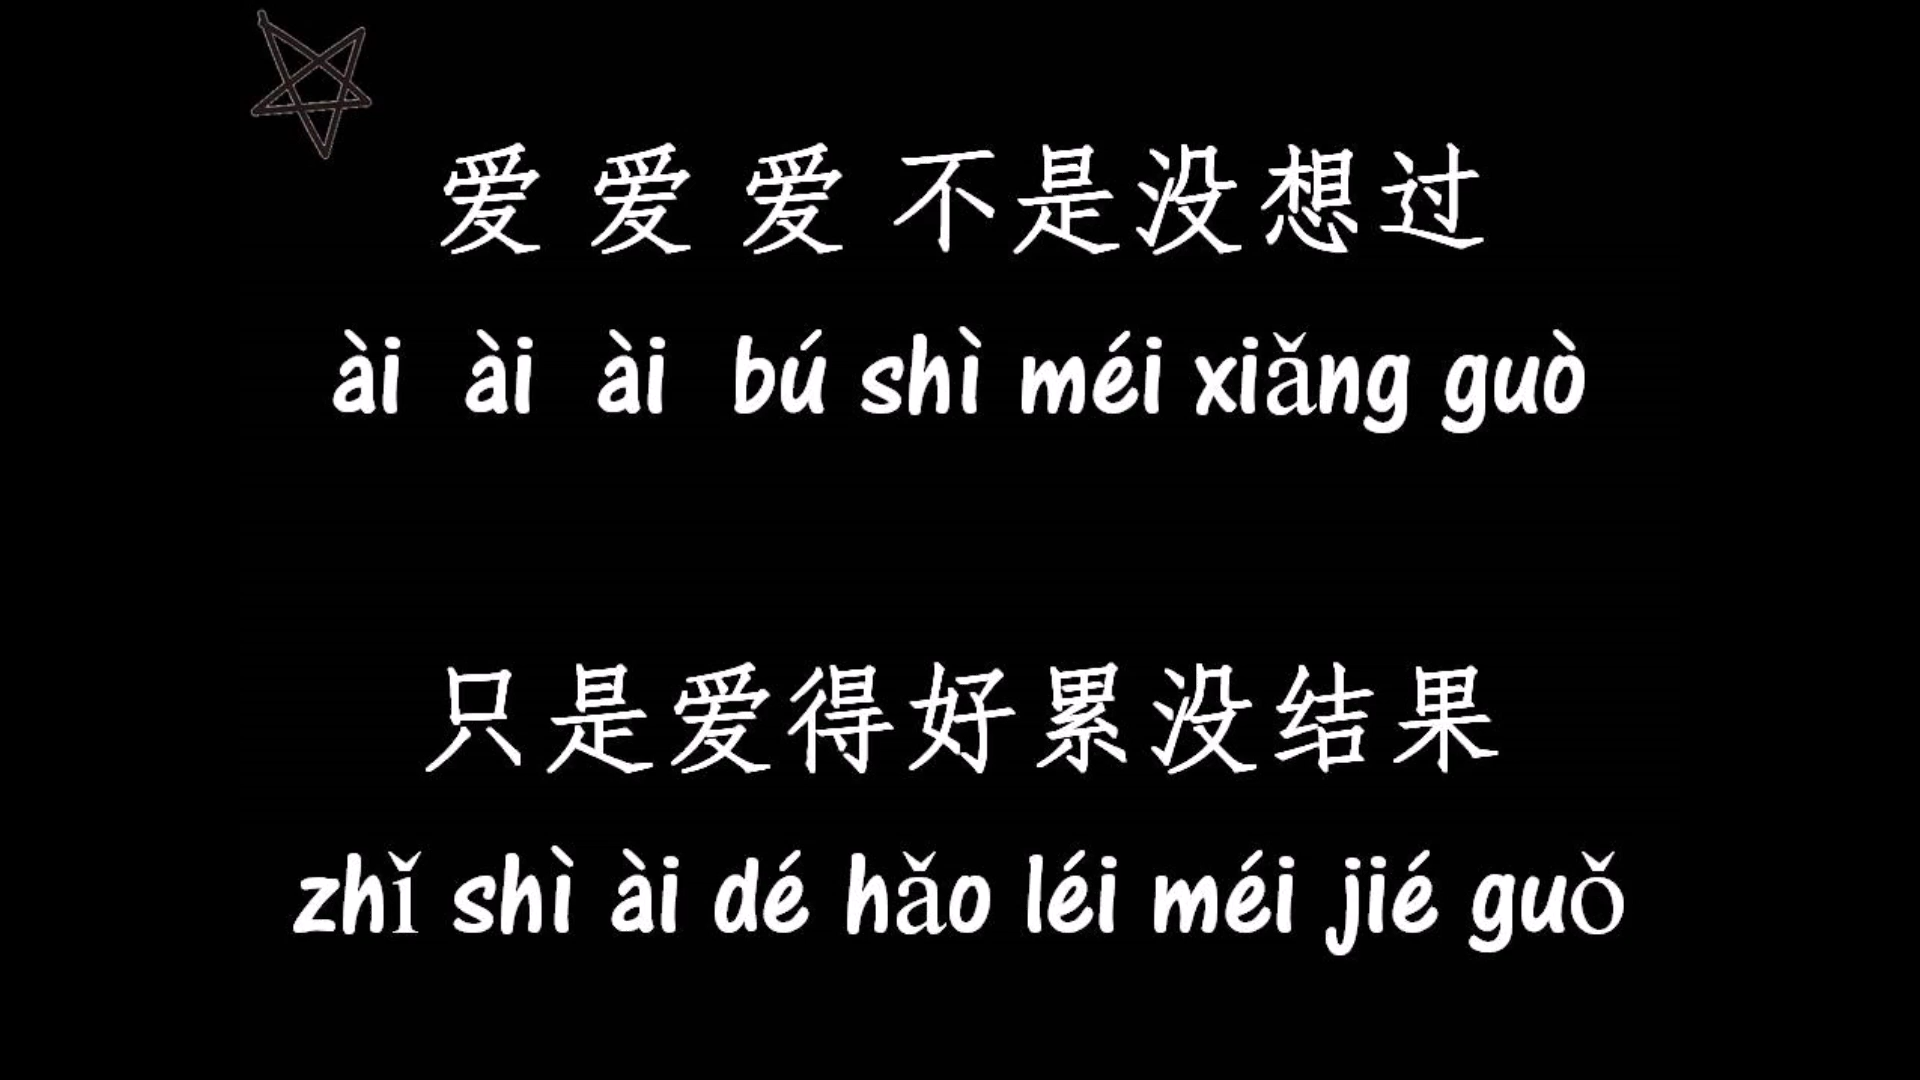 爱 爱 爱 不是没想过
ài ài ài bú shì méi xiǎng guò
只是爱得好累没结果
zhǐ shì ài dé hǎo léi méi jié guǒ